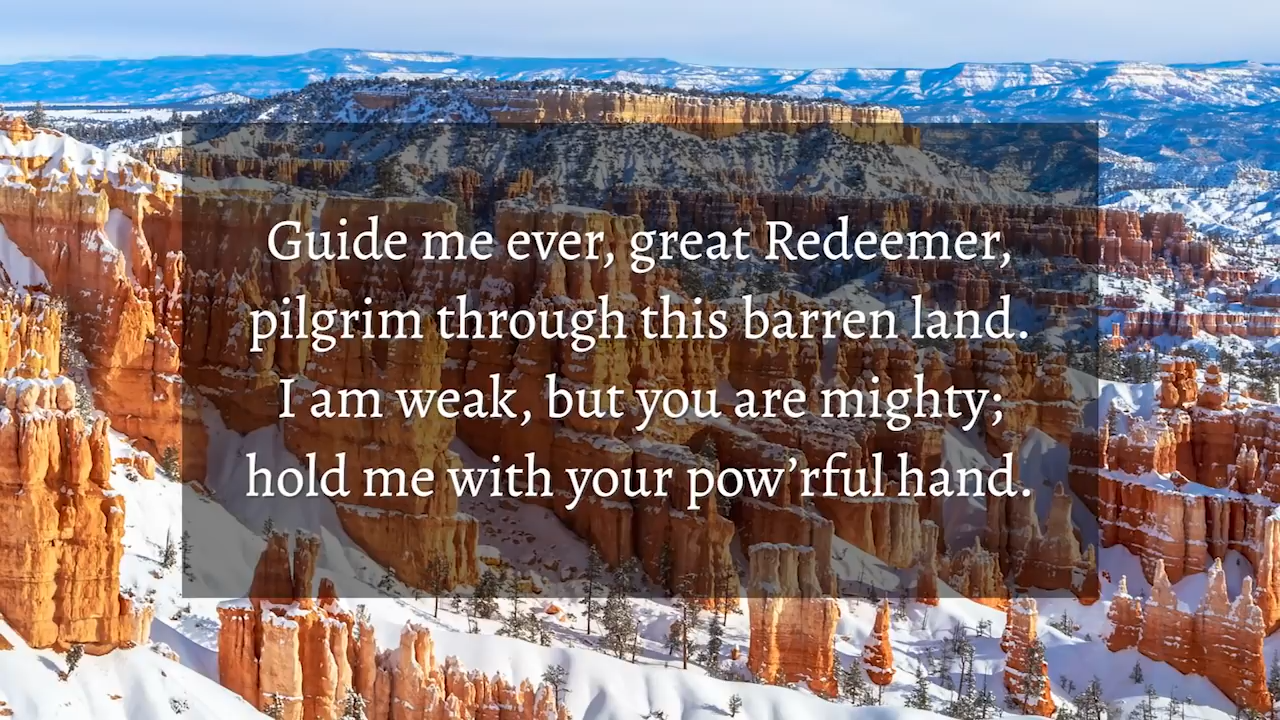 Guide me ever, great Redeemer,
pilgrim through this barren land.
I am weak, but you are mighty;
hold me with your pow’rful hand.